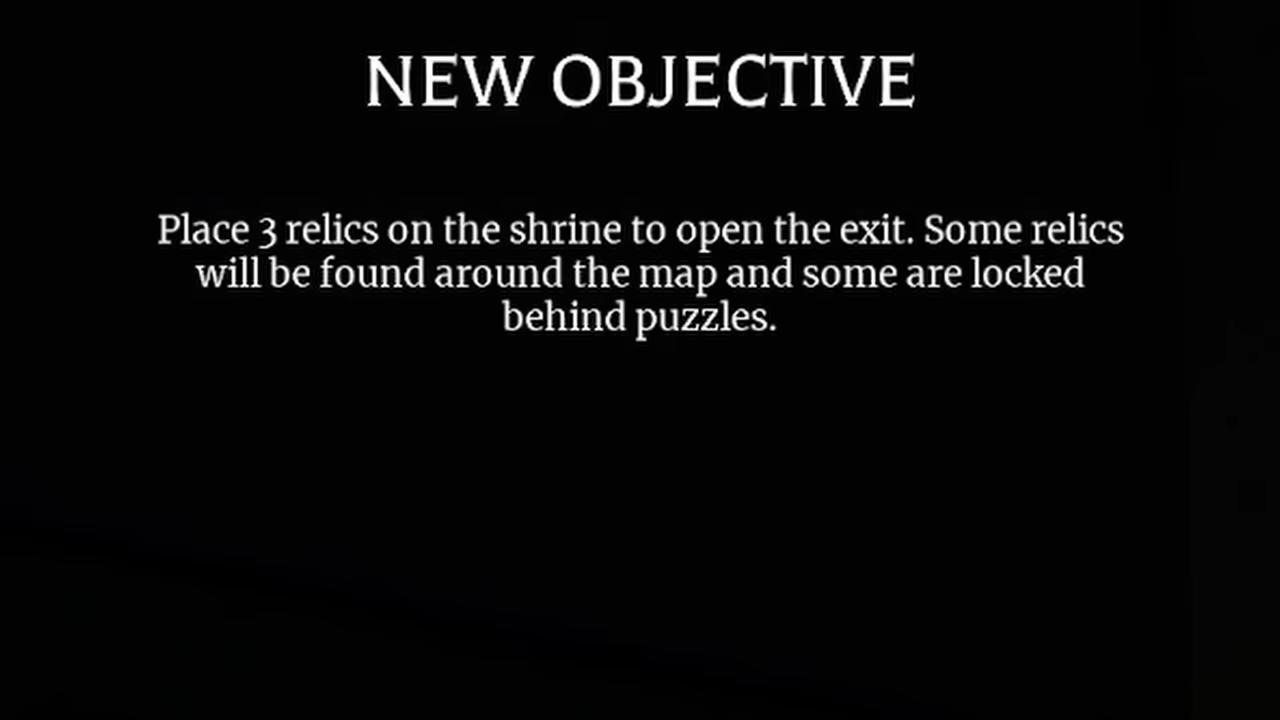 NEW OBJECTIVE
Place 3 relics on the shrine to open the exit. Some relics
will be found around the map and some are locked
behind puzzles.